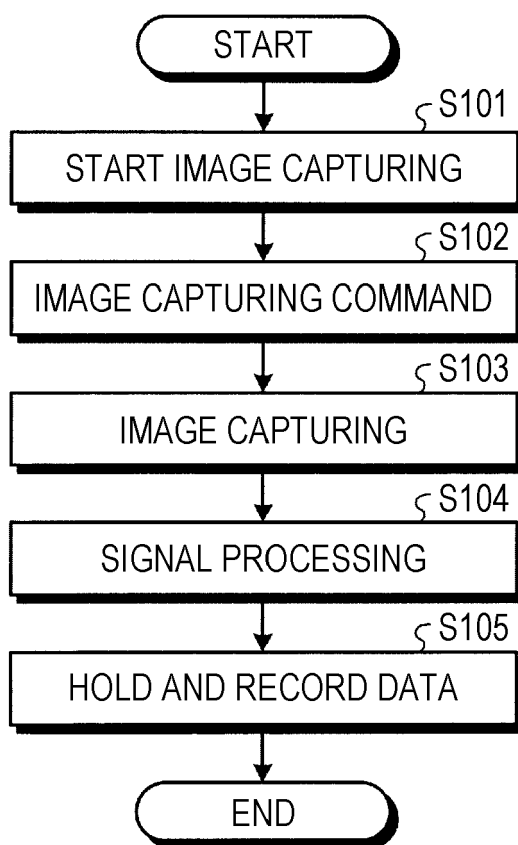 START
S101
START IMAGE CAPTURING
S102
IMAGE CAPTURING COMMAND
S103
IMAGE CAPTURING
S104
SIGNAL PROCESSING
S105
HOLD AND RECORD DATA
END